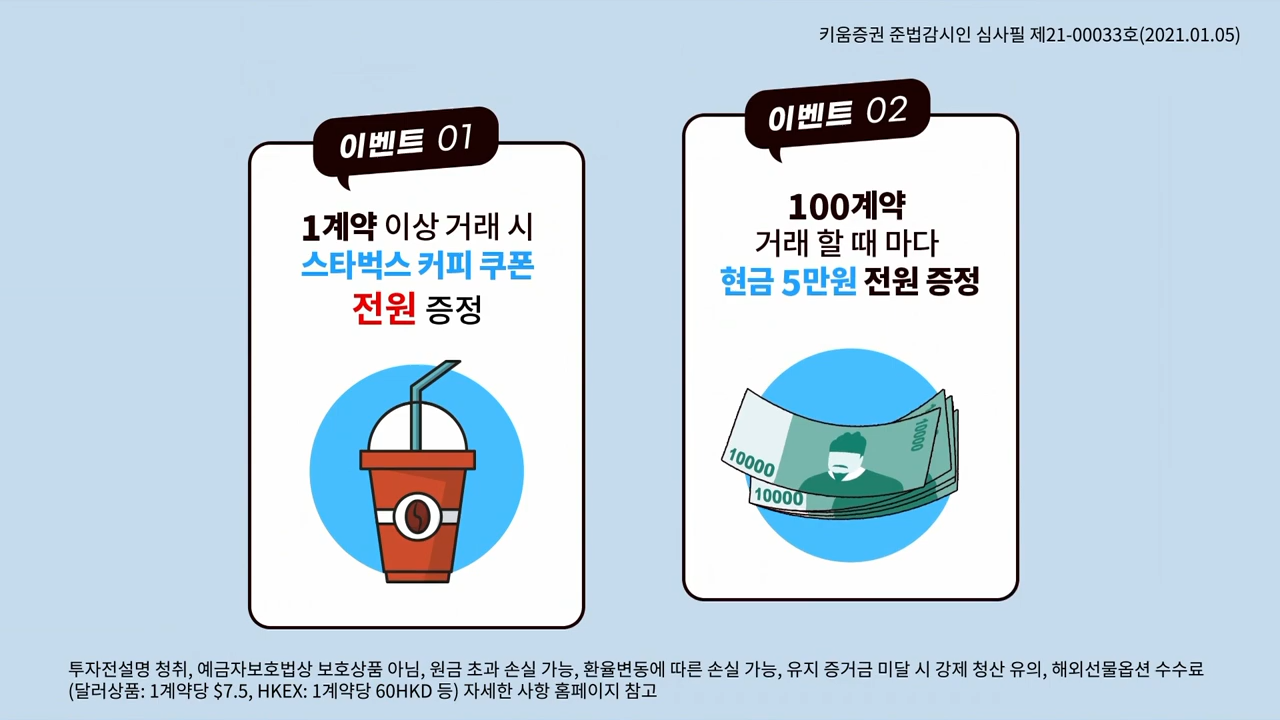 키움증권 준법감시인 심사필 제21-00033호(2021.01.05)
이벤트 01
1계약 이상 거래 시
스타벅스 커피 쿠폰
전원 증정
이벤트 02
100계약
거래 할 때 마다
현금 5만원 전원 증정
10000
10000
10000
투자전설명 청취, 예금자보호법상 보호상품 아님, 원금 초과 손실 가능, 환율변동에 따른 손실 가능, 유지 증거금 미달 시 강제 청산 유의, 해외선물옵션 수수료
(달러상품: 1계약당 $7.5, HKEX: 1계약당 60HKD 등) 자세한 사항 홈페이지 참고